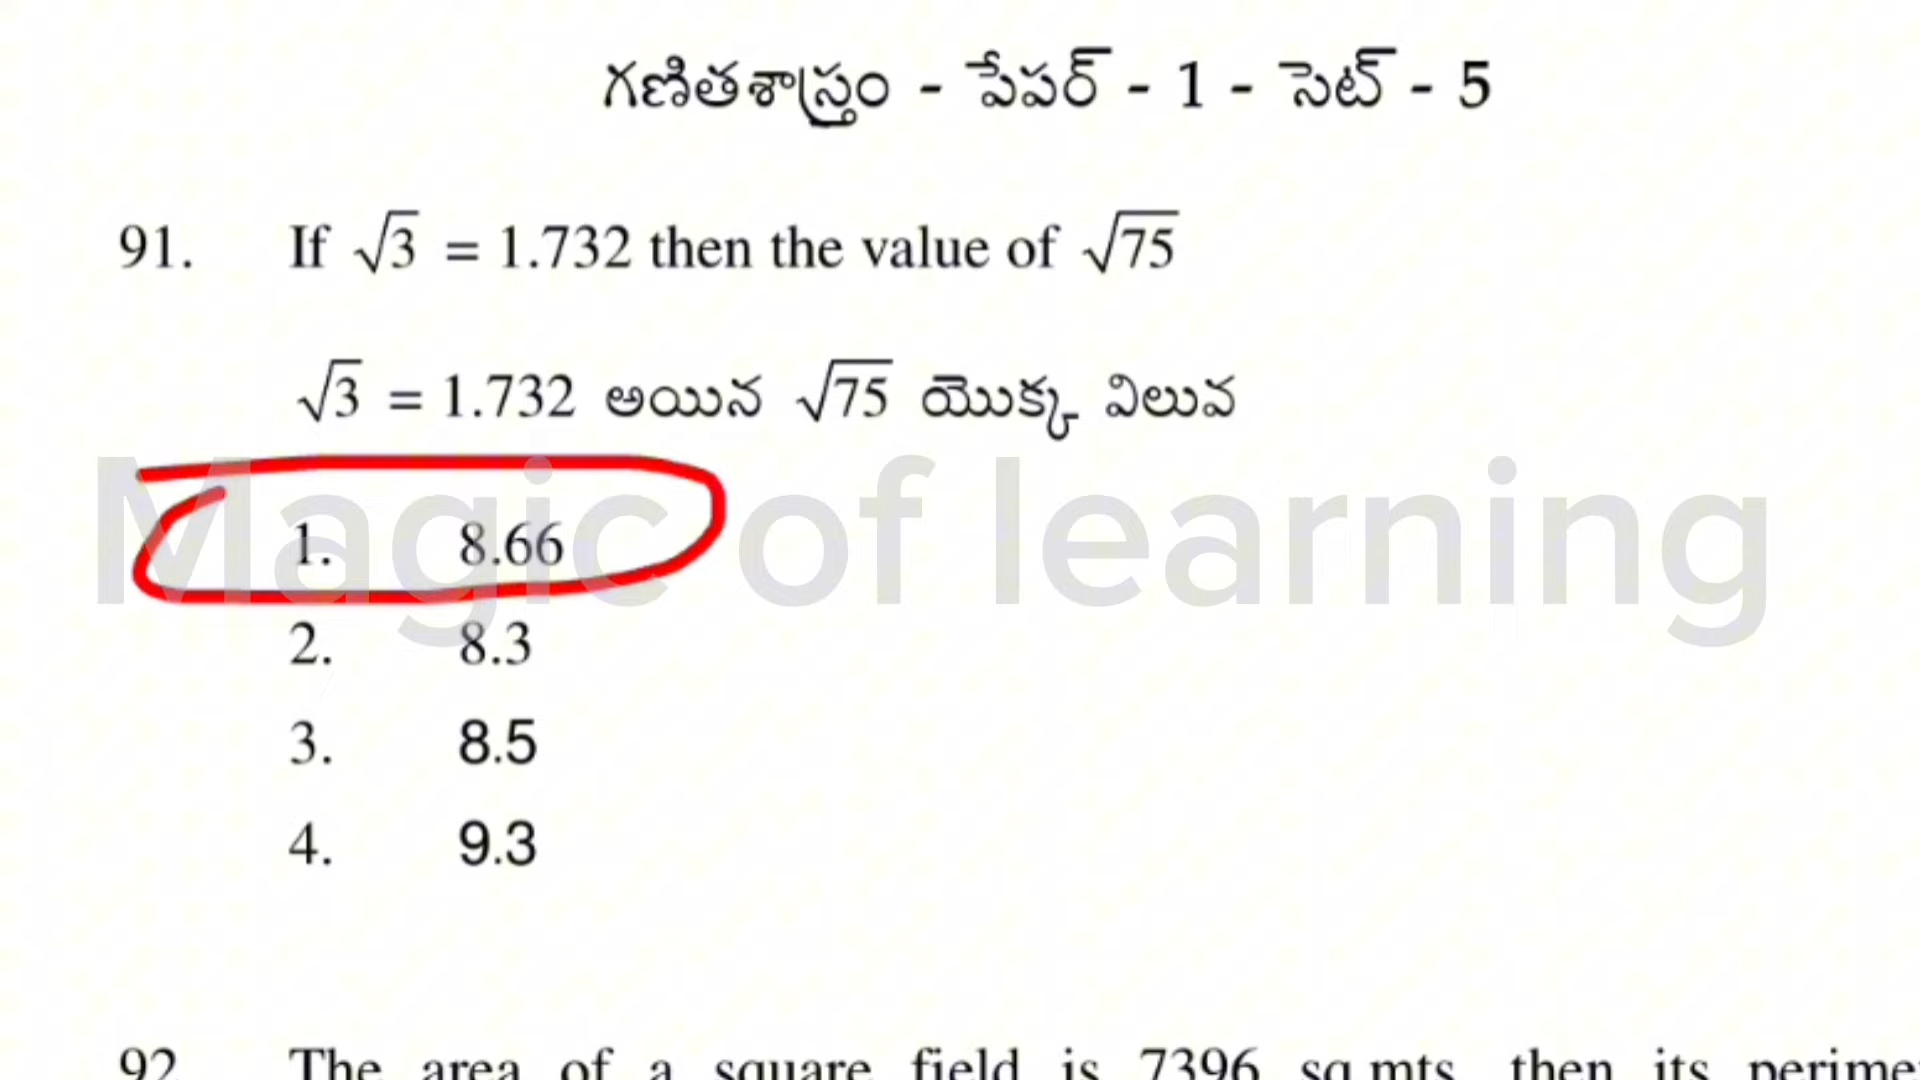 గణితశాస్త్రం - పేపర్ - 1 - సెట్ - 5
91. If √3 = 1.732 then the value of √75
√3 = 1.732 అయిన √75 యొక్క విలువ
Magic of learning
1. 8.66
2. 8.3
3. 8.5
4. 9.3
92 The area of a square field is 7396 sq.mts. then its